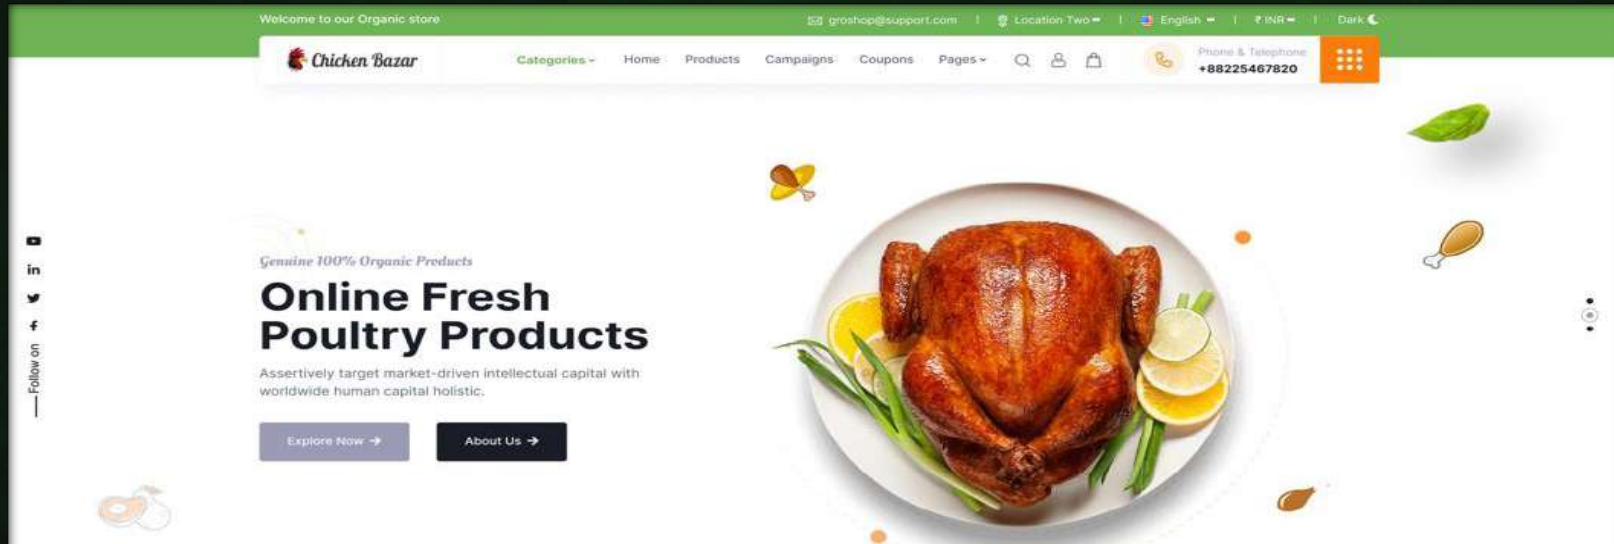 Welcome to our Organic store
groshop@support.com
Location Two
English
₹ INR
Dark
Chicken Bazar
Categories
Home
Products
Campaigns
Coupons
Pages
Phone & Telephone
+88225467820
Genuine 100% Organic Products
Online Fresh
Poultry Products
Assertively target market-driven intellectual capital with
worldwide human capital holistic.
Explore Now
About Us
Follow on